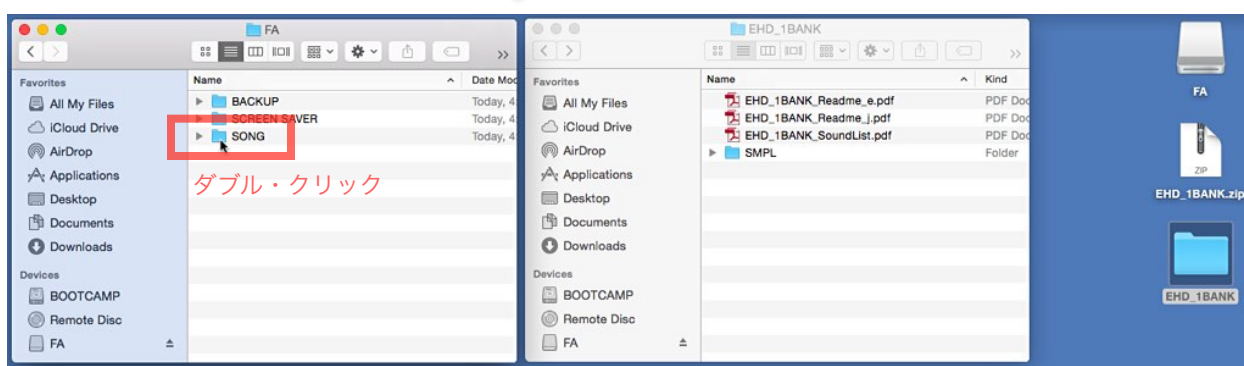 FA
Favorites
All My Files
iCloud Drive
AirDrop
Applications
Desktop
Documents
Downloads
Devices
BOOTCAMP
Remote Disc
FA
Name
Date Mod
BACKUP
Today, 4:
SCREEN SAVER
Today, 4:
SONG
Today, 4:
ダブル・クリック
EHD_1BANK
Favorites
All My Files
iCloud Drive
AirDrop
Applications
Desktop
Documents
Downloads
Devices
BOOTCAMP
Remote Disc
FA
Name
Kind
EHD_1BANK_Readme_e.pdf
PDF Doc
EHD_1BANK_Readme_j.pdf
PDF Doc
EHD_1BANK_SoundList.pdf
PDF Doc
SMPL
Folder
FA
ZIP
EHD_1BANK.zip
EHD_1BANK